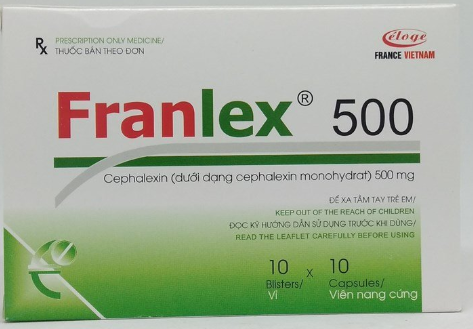 Rx PRESCRIPTION ONLY MEDICINE/
THUỐC BÁN THEO ĐƠN
éloge
FRANCE VIETNAM
Franlex® 500
Cephalexin (dưới dạng cephalexin monohydrat) 500 mg
ĐỂ XA TẦM TAY TRẺ EM/
KEEP OUT OF THE REACH OF CHILDREN
ĐỌC KỸ HƯỚNG DẪN SỬ DỤNG TRƯỚC KHI DÙNG/
READ THE LEAFLET CAREFULLY BEFORE USING
10 x 10
Blisters/ Capsules/
Vỉ Viên nang cứng